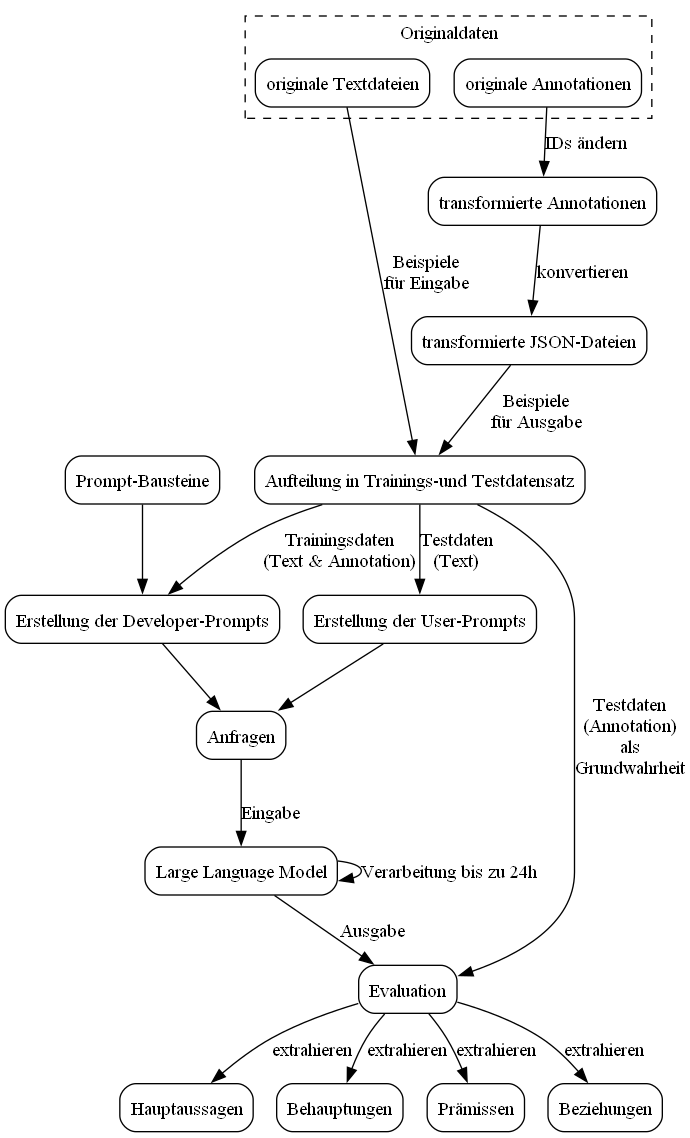 Originaldaten
originale Textdateien
originale Annotationen
IDs ändern
transformierte Annotationen
Beispiele
für Eingabe
konvertieren
transformierte JSON-Dateien
Beispiele
für Ausgabe
Prompt-Bausteine
Aufteilung in Trainings-und Testdatensatz
Trainingsdaten
(Text & Annotation)
Testdaten
(Text)
Erstellung der Developer-Prompts
Erstellung der User-Prompts
Testdaten
(Annotation)
als
Grundwahrheit
Anfragen
Eingabe
Large Language Model
Verarbeitung bis zu 24h
Ausgabe
Evaluation
extrahieren
extrahieren
extrahieren
extrahieren
Hauptaussagen
Behauptungen
Prämissen
Beziehungen